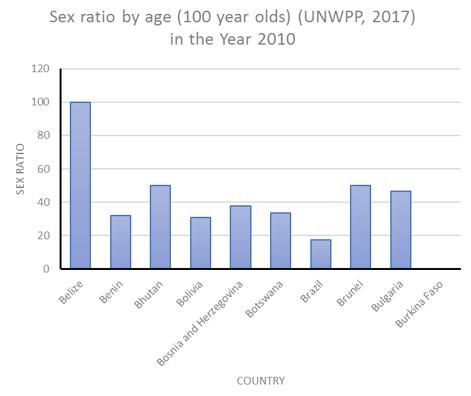 Sex ratio by age (100 year olds) (UNWPP, 2017)
in the Year 2010
120
100
80
60
40
20
0
SEX RATIO
Belize
Benin
Bhutan
Bolivia
Bosnia and Herzegovina
Botswana
Brazil
Brunei
Bulgaria
Burkina Faso
COUNTRY